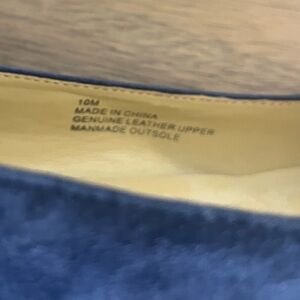 10M
MADE IN CHINA
GENUINE LEATHER UPPER
MANMADE OUTSOLE